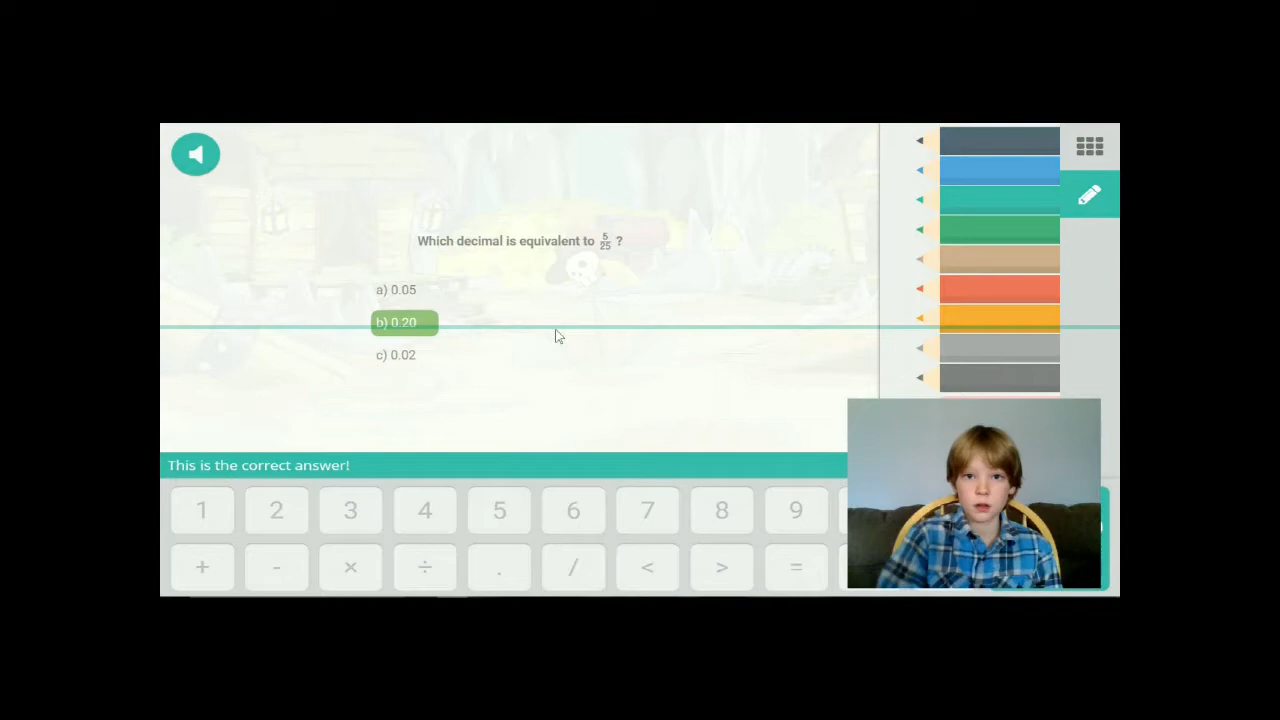 Which decimal is equivalent to 5/25 ?
a) 0.05
b) 0.20
c) 0.02
This is the correct answer!
1 2 3 4 5 6 7 8 9
+ - × ÷ . / < > =